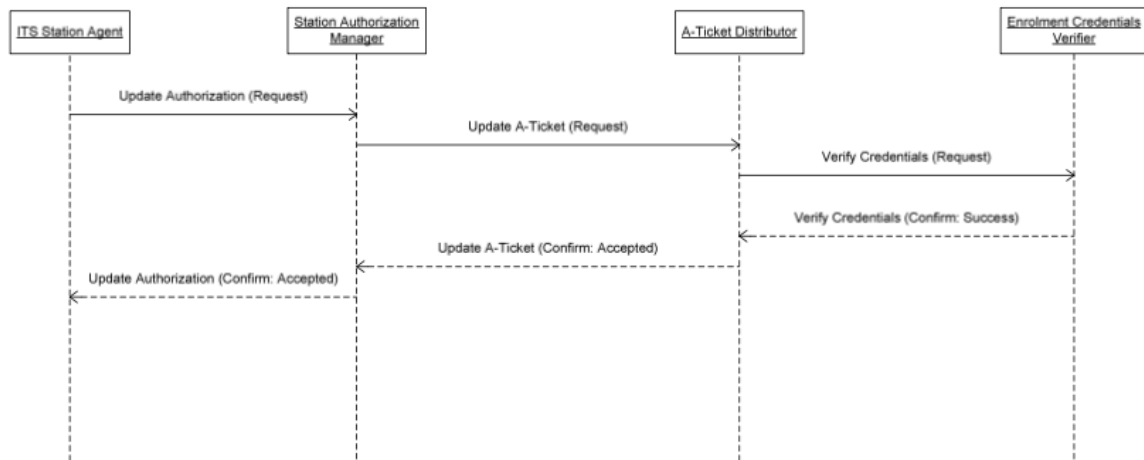 ITS Station Agent
Station Authorization
Manager
A-Ticket Distributor
Enrolment Credentials
Verifier
Update Authorization (Request)
Update A-Ticket (Request)
Verify Credentials (Request)
Verify Credentials (Confirm: Success)
Update A-Ticket (Confirm: Accepted)
Update Authorization (Confirm: Accepted)